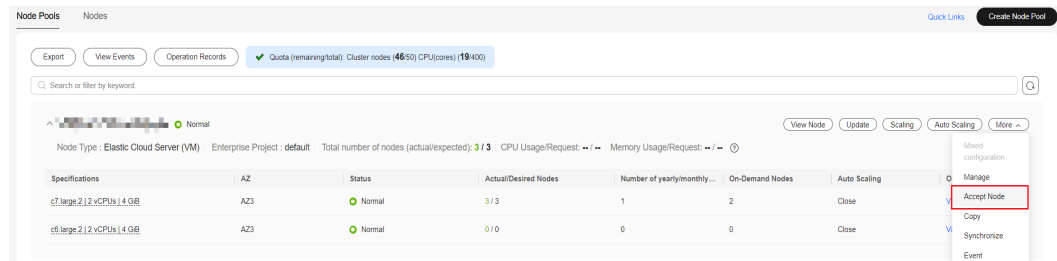 Node Pools Nodes Quick Links Create Node Pool
Export View Events Operation Records Quota (remaining/total): Cluster nodes (46/50) CPU(cores) (19/400)
Search or filter by keyword.
Normal View Node Update Scaling Auto Scaling More
Node Type : Elastic Cloud Server (VM) Enterprise Project : default Total number of nodes (actual/expected): 3 / 3 CPU Usage/Request: -- / -- Memory Usage/Request: -- / --
Mixed
configuration
Specifications AZ Status Actual/Desired Nodes Number of yearly/monthly... On-Demand Nodes Auto Scaling
Manage
c7.large.2 | 2 vCPUs | 4 GiB AZ3 Normal 3 / 3 1 2 Close
Accept Node
Copy
c6.large.2 | 2 vCPUs | 4 GiB AZ3 Normal 0 / 0 0 0 Close
Synchronize
Event